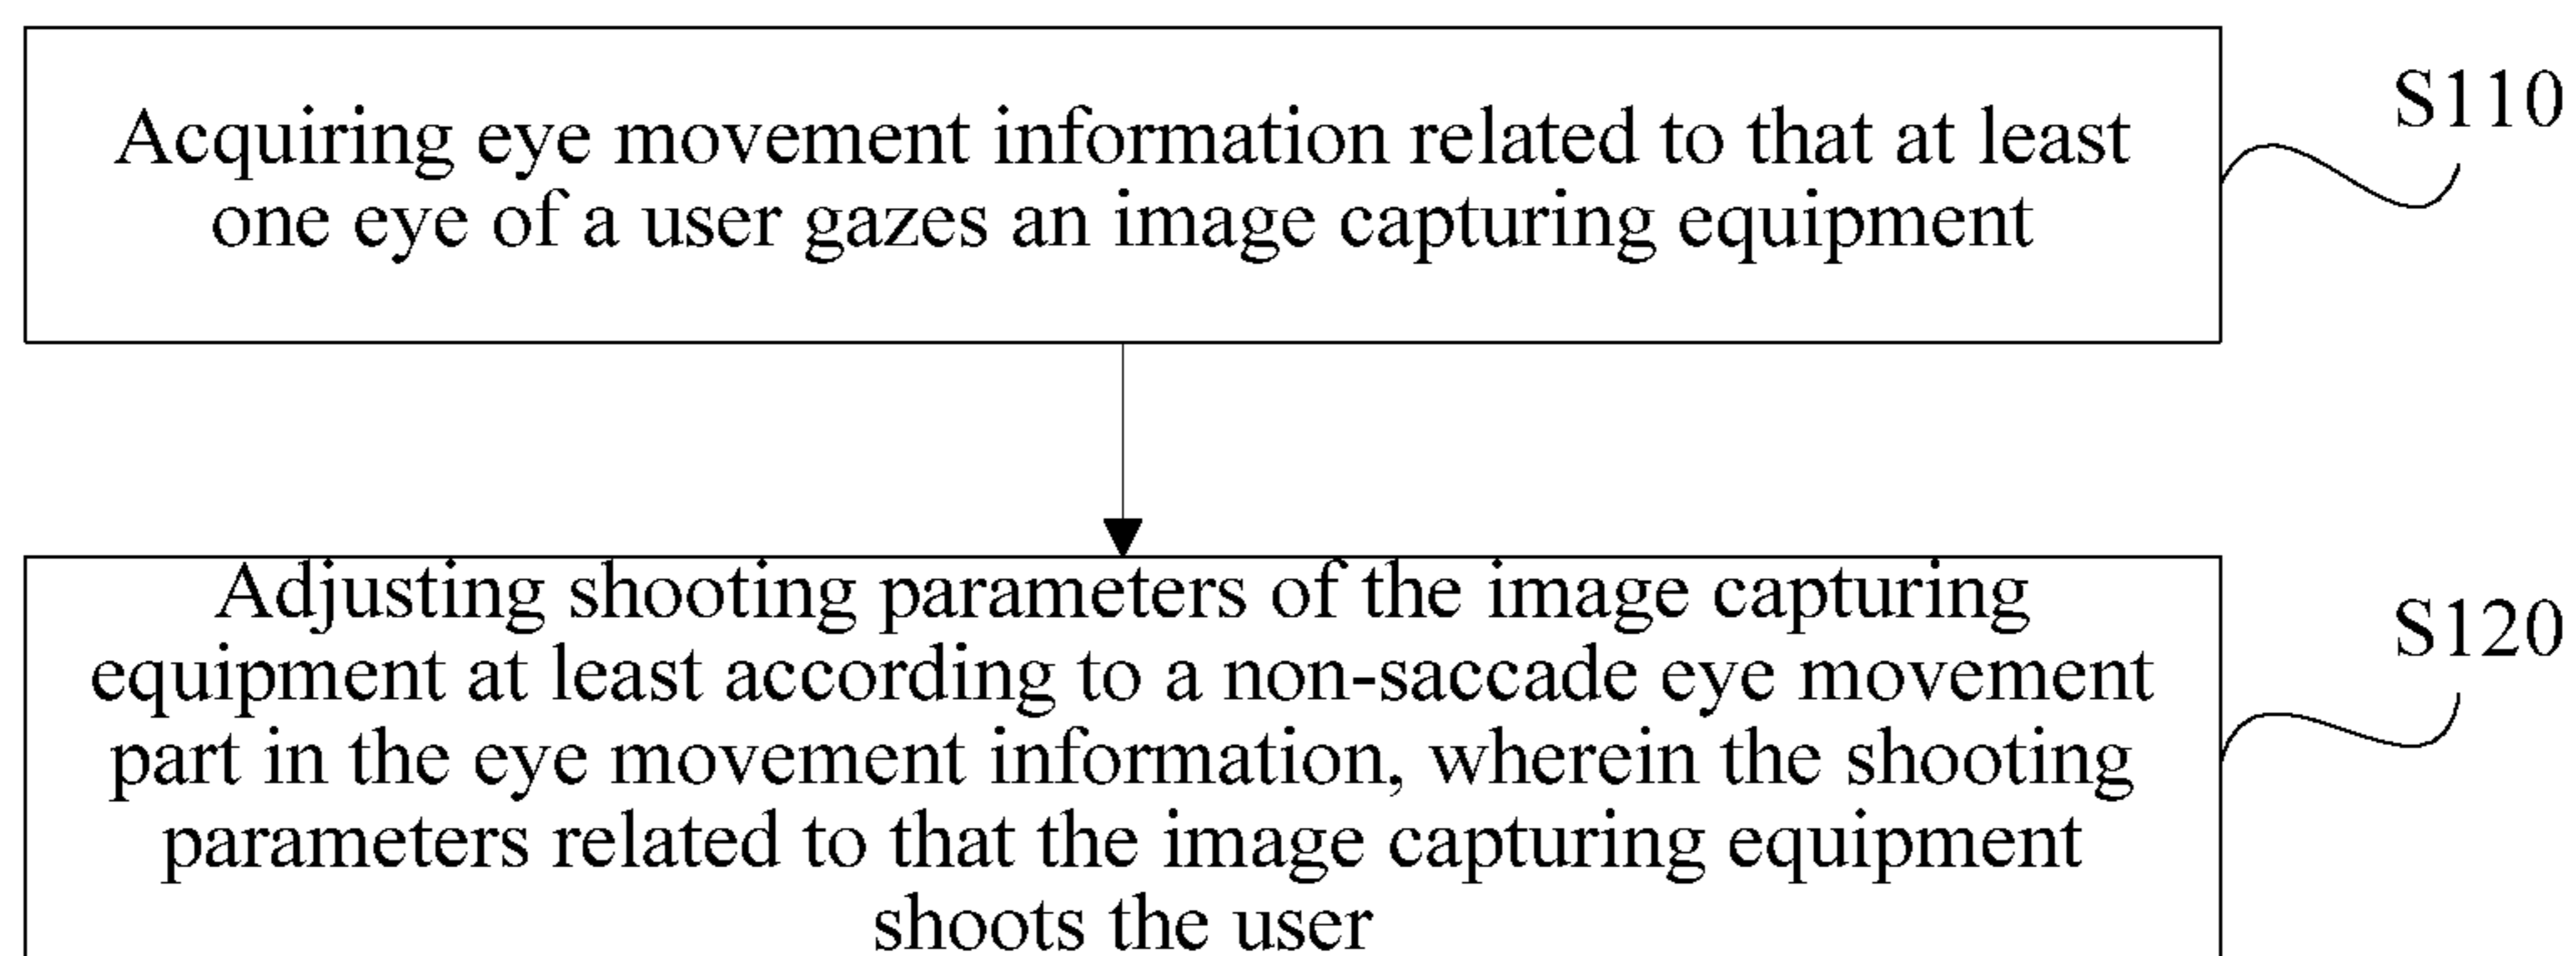 Acquiring eye movement information related to that at least
one eye of a user gazes an image capturing equipment
S110
Adjusting shooting parameters of the image capturing
equipment at least according to a non-saccade eye movement
part in the eye movement information, wherein the shooting
parameters related to that the image capturing equipment
shoots the user
S120